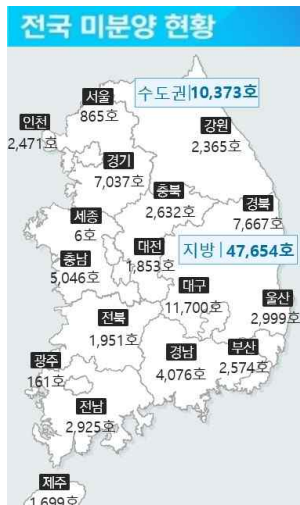 전국 미분양 현황
수도권 10,373호
서울
865호
인천
2,471호
강원
2,365호
경기
7,037호
충북
2,632호
경북
7,667호
세종
6호
대전
1,853호
지방 47,654호
충남
5,046호
대구
11,700호
울산
2,999호
전북
1,951호
경남
4,076호
부산
2,574호
광주
161호
전남
2,925호
제주
1,699호